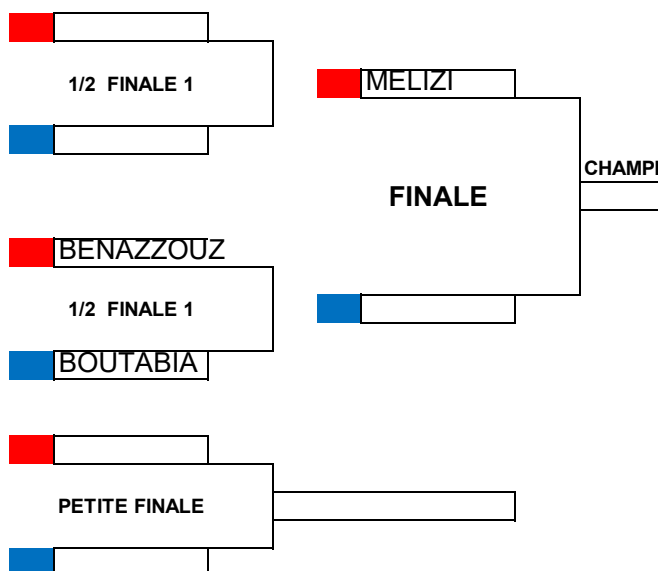 1/2 FINALE 1
MELIZI
CHAMPI
FINALE
BENAZZOUZ
1/2 FINALE 1
BOUTABIA
PETITE FINALE